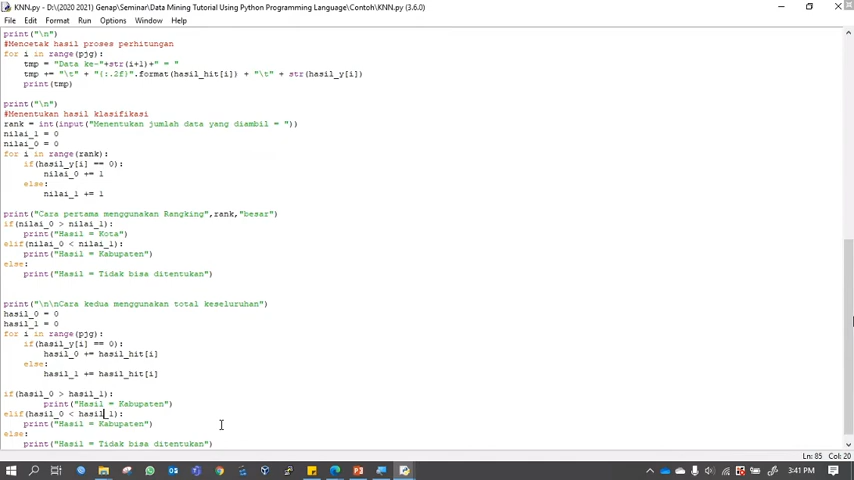 KNN.py - D:\(2020 2021) Genap\Seminar\Data Mining Tutorial Using Python Programming Language\Contoh\KNN.py (3.6.0)
File Edit Format Run Options Window Help
print("\n")
#Mencetak hasil proses perhitungan
for i in range(pjg):
    tmp = "Data ke-"+str(i+1)+" = "
    tmp += "\t" + "{:.2f}".format(hasil_hit[i]) + "\t" + str(hasil_y[i])
    print(tmp)
print("\n")
#Menentukan hasil klasifikasi
rank = int(input("Menentukan jumlah data yang diambil = "))
nilai_1 = 0
nilai_0 = 0
for i in range(rank):
    if(hasil_y[i] == 0):
        nilai_0 += 1
    else:
        nilai_1 += 1
print("Cara pertama menggunakan Rangking",rank,"besar")
if(nilai_0 > nilai_1):
    print("Hasil = Kota")
elif(nilai_0 < nilai_1):
    print("Hasil = Kabupaten")
else:
    print("Hasil = Tidak bisa ditentukan")
print("\n\nCara kedua menggunakan total keseluruhan")
hasil_0 = 0
hasil_1 = 0
for i in range(pjg):
    if(hasil_y[i] == 0):
        hasil_0 += hasil_hit[i]
    else:
        hasil_1 += hasil_hit[i]
if(hasil_0 > hasil_1):
        print("Hasil = Kabupaten")
elif(hasil_0 < hasil_1):
    print("Hasil = Kabupaten")
else:
    print("Hasil = Tidak bisa ditentukan")
Ln: 85 Col: 20
3:41 PM